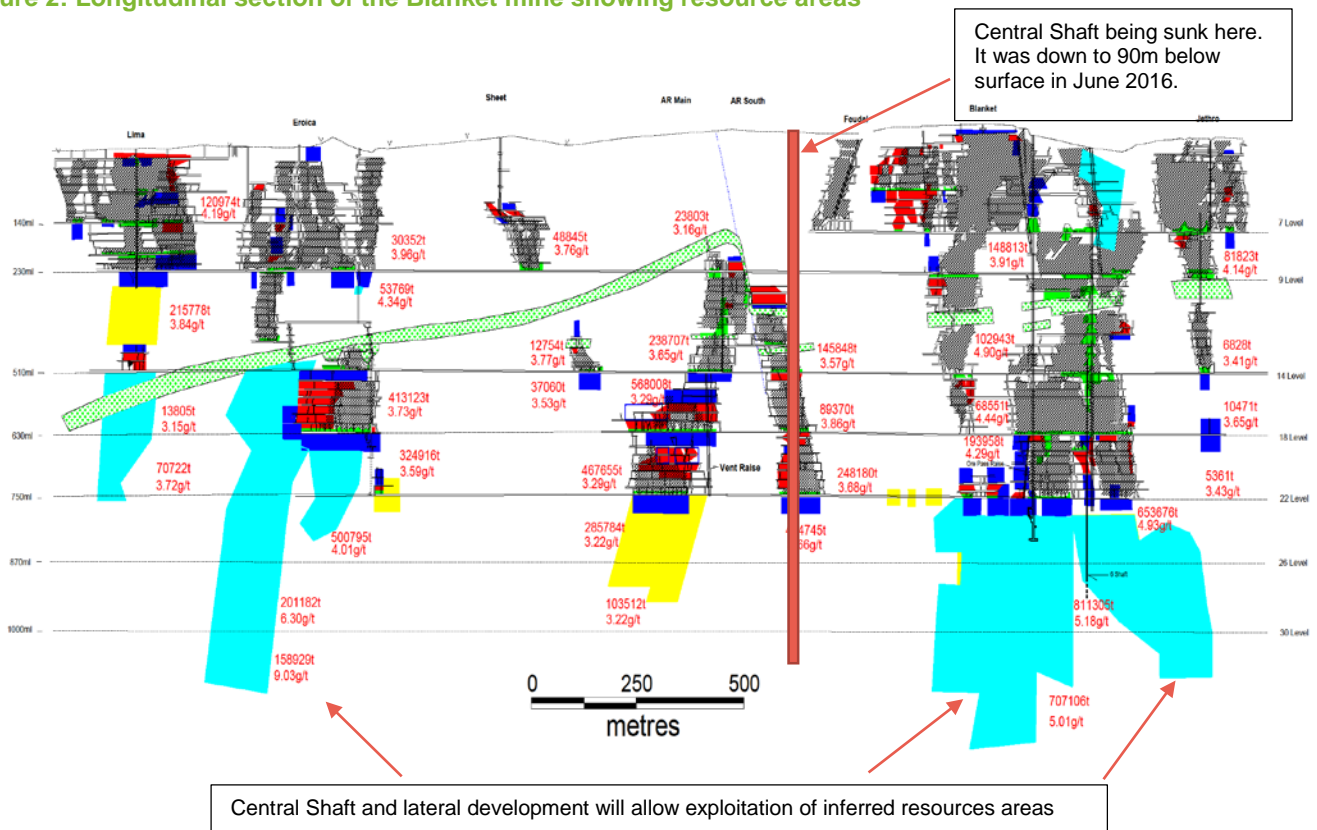 ure 2: Longitudinal section of the Blanket mine showing resource areas
Central Shaft being sunk here.
It was down to 90m below
surface in June 2016.
Sheet
AR Main
AR South
Lima
Eroica
Feudal
Blanket
Jethro
120974t
4.19g/t
140ml
30352t
3.96g/t
48845t
3.76g/t
23803t
3.16g/t
7 Level
148813t
3.91g/t
81823t
4.14g/t
230ml
9 Level
53769t
4.34g/t
215778t
3.84g/t
12754t
3.77g/t
238707t
3.65g/t
145848t
3.57g/t
102943t
4.90g/t
6828t
3.41g/t
510ml
14 Level
37060t
3.53g/t
568008t
3.29g/t
413123t
3.73g/t
13805t
3.15g/t
89370t
3.86g/t
68551t
4.44g/t
10471t
3.65g/t
630ml
18 Level
193958t
4.29g/t
324916t
3.59g/t
70722t
3.72g/t
467655t
3.29g/t
Vent Raise
248180t
3.68g/t
Ore Pass Raise
5361t
3.43g/t
750ml
22 Level
653676t
4.93g/t
500795t
4.01g/t
285784t
3.22g/t
4745t
66g/t
870ml
26 Level
201182t
6.30g/t
103512t
3.22g/t
811305t
5.18g/t
1000ml
30 Level
158929t
9.03g/t
707106t
5.01g/t
0 250 500
metres
Central Shaft and lateral development will allow exploitation of inferred resources areas